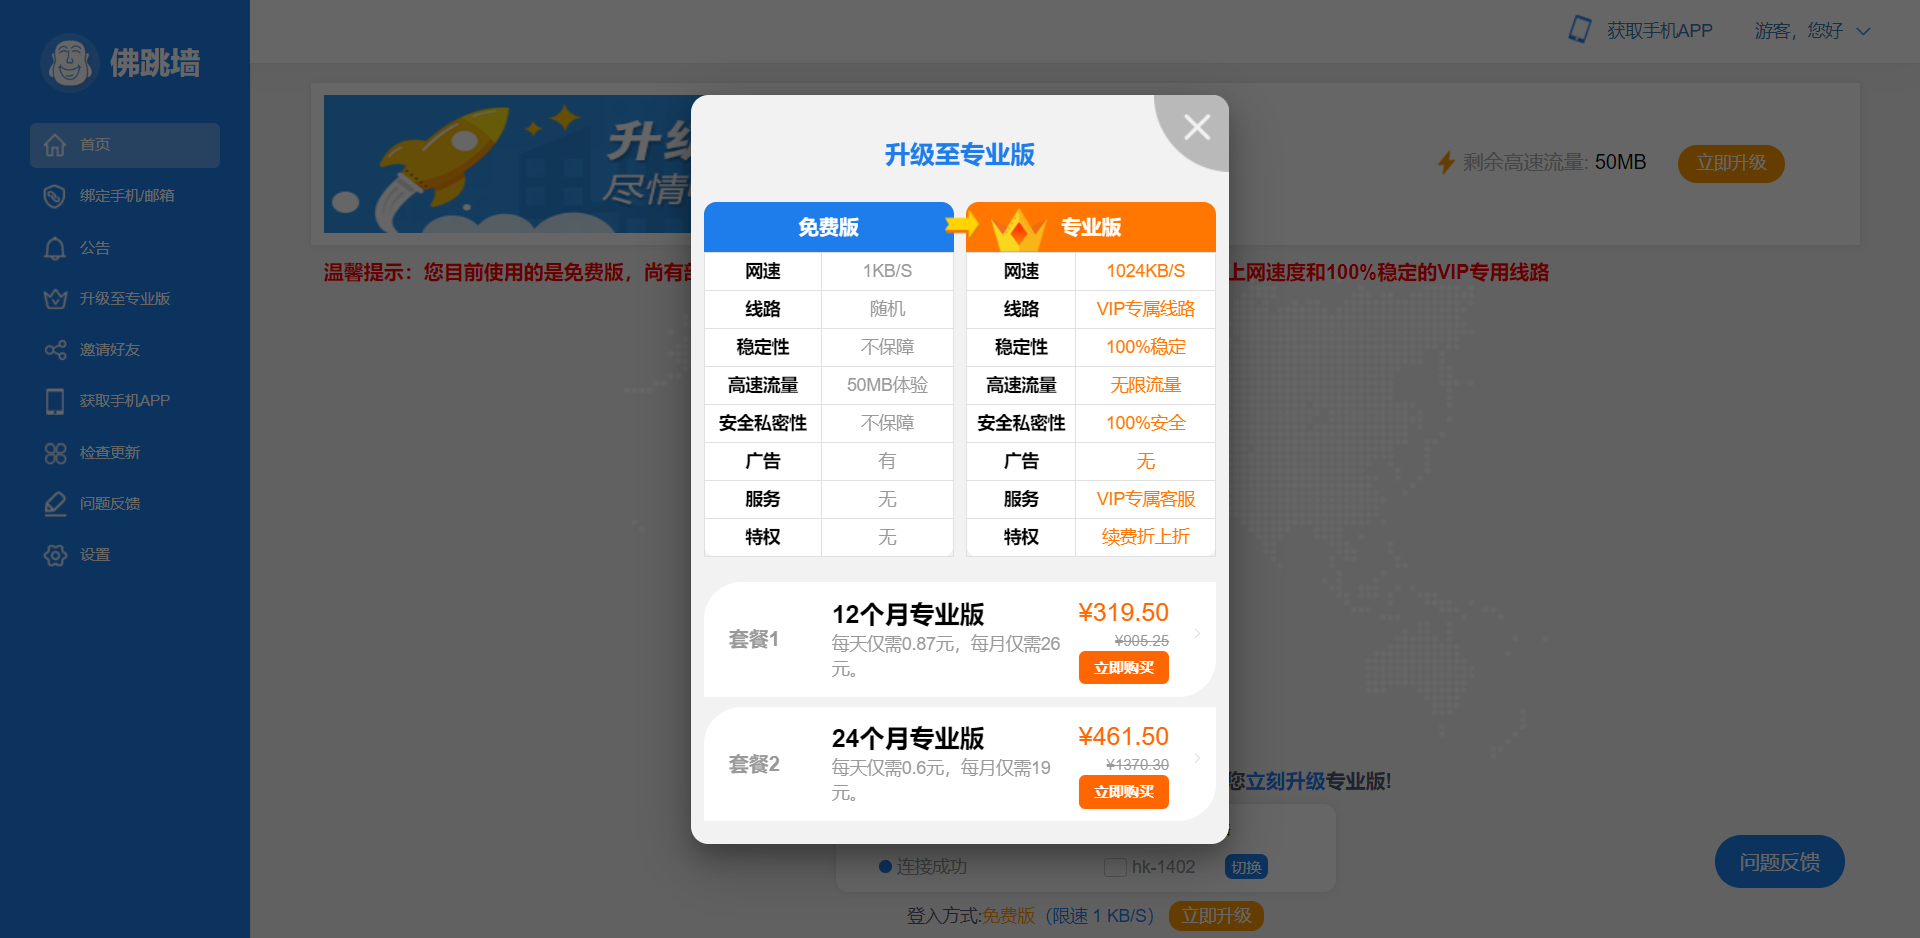 佛跳墙
首页
绑定手机/邮箱
公告
升级至专业版
邀请好友
获取手机APP
检查更新
问题反馈
设置
获取手机APP
游客，您好
升级
尽情
剩余高速流量: 50MB
立即升级
温馨提示：您目前使用的是免费版，尚有
上网速度和100%稳定的VIP专用线路
升级至专业版
免费版
专业版
网速 1KB/S 网速 1024KB/S
线路 随机 线路 VIP专属线路
稳定性 不保障 稳定性 100%稳定
高速流量 50MB体验 高速流量 无限流量
安全私密性 不保障 安全私密性 100%安全
广告 有 广告 无
服务 无 服务 VIP专属客服
特权 无 特权 续费折上折
套餐1
12个月专业版
每天仅需0.87元，每月仅需26
元。
¥319.50
¥905.25
立即购买
套餐2
24个月专业版
每天仅需0.6元，每月仅需19
元。
¥461.50
¥1370.30
立即购买
您立刻升级专业版!
连接成功
hk-1402
切换
登入方式:免费版（限速 1 KB/S）
立即升级
问题反馈